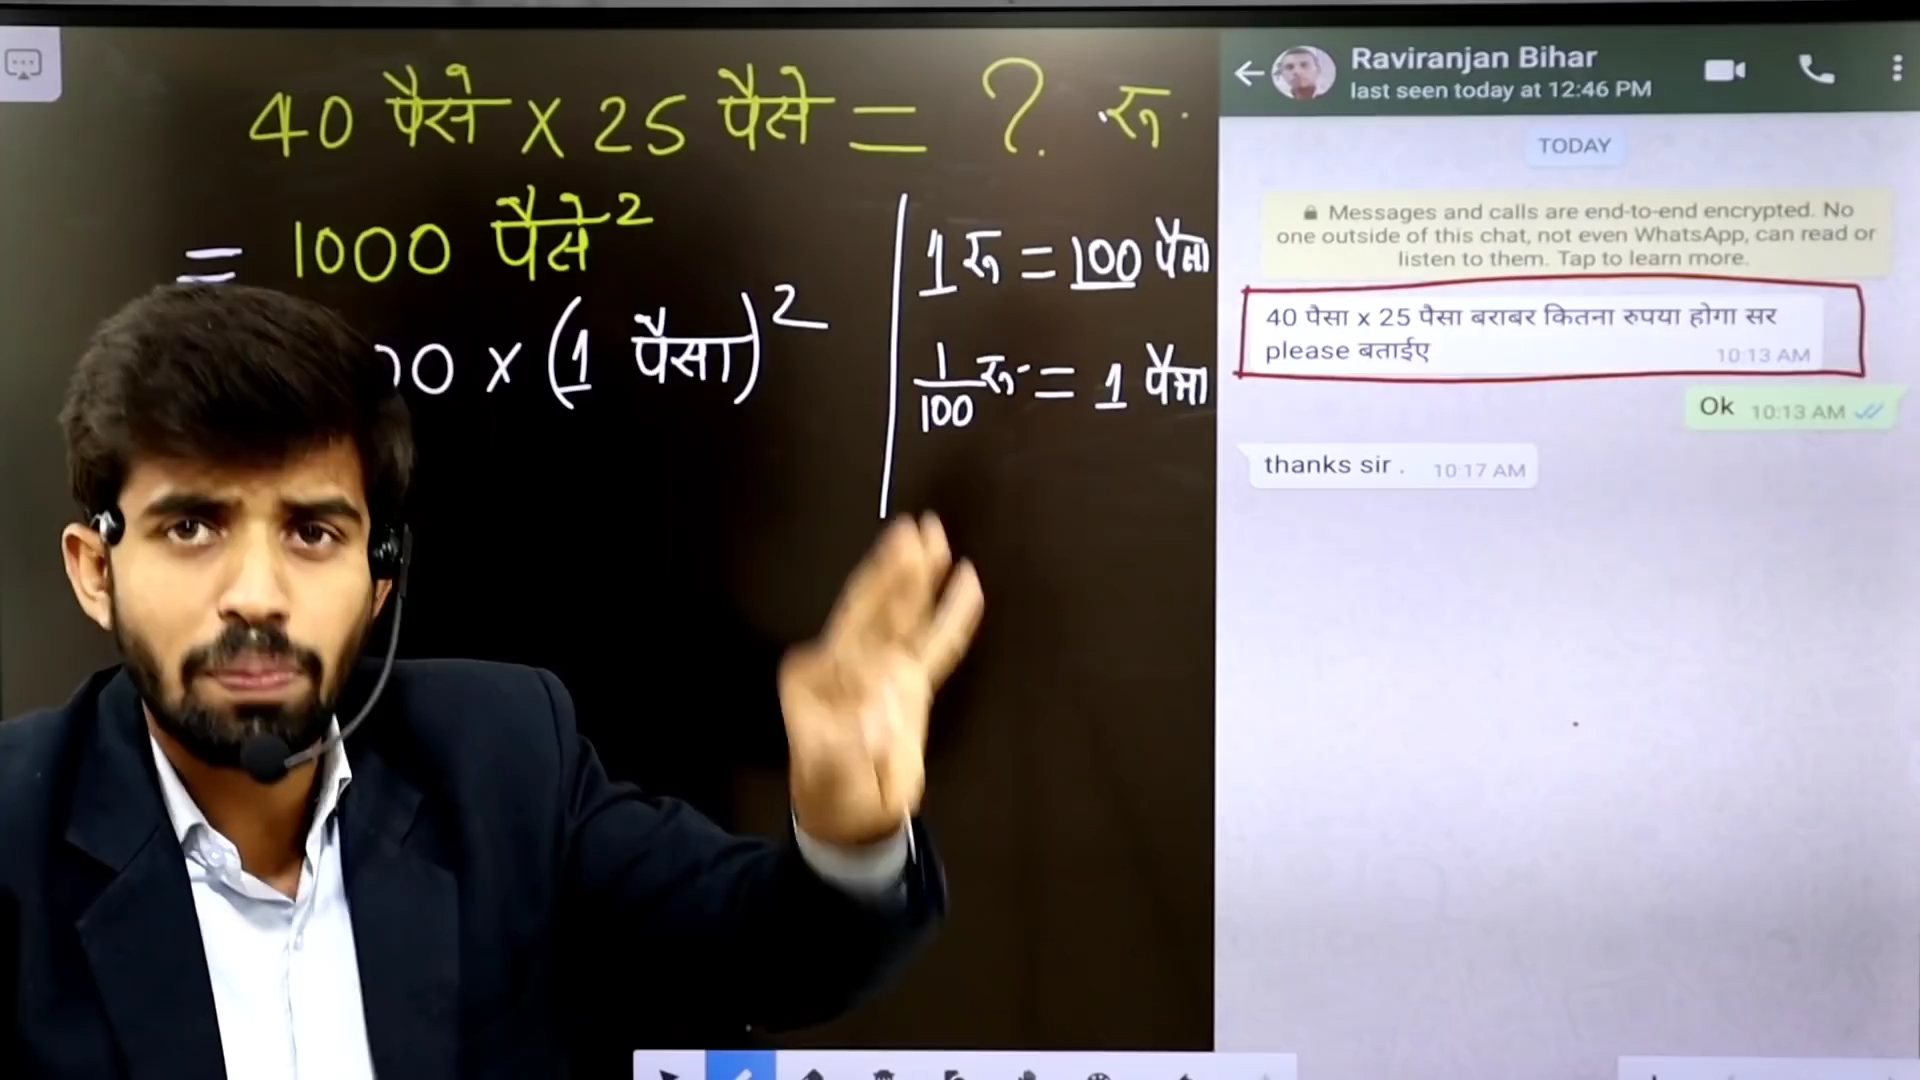 40 पैसे x 25 पैसे = ? रु.
= 1000 पैसे²
00 x (1 पैसा)²
1 रु = 100 पैसा
1/100 रु. = 1 पैसा
Raviranjan Bihar
last seen today at 12:46 PM
TODAY
Messages and calls are end-to-end encrypted. No
one outside of this chat, not even WhatsApp, can read or
listen to them. Tap to learn more.
40 पैसा x 25 पैसा बराबर कितना रुपया होगा सर
please बताईए 10:13 AM
Ok 10:13 AM
thanks sir . 10:17 AM